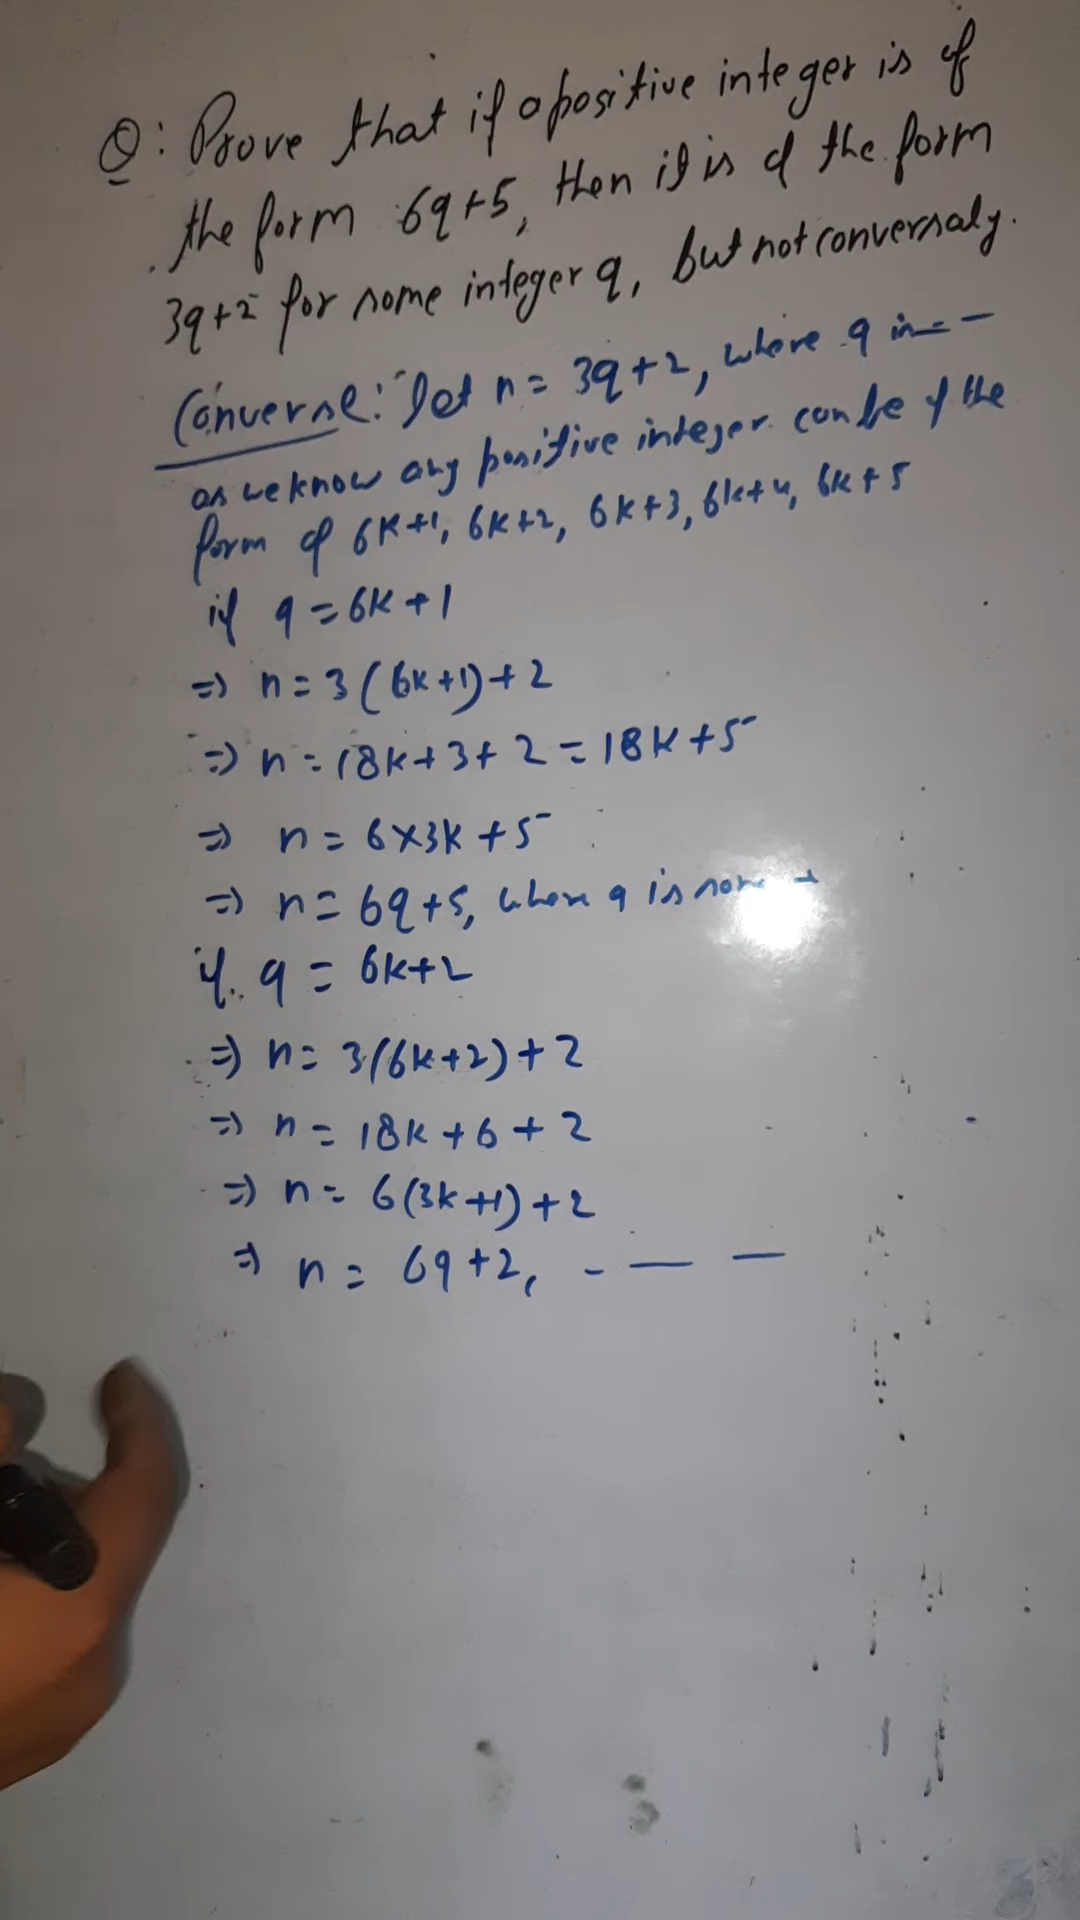 Q: Prove that if a positive integer is of
the form 6q+5, then it is of the form
3q+2 for some integer q, but not conversaly.
Converse: let n = 3q+2, where q is - -
as we know any positive integer can be of the
form of 6k+1, 6k+2, 6k+3, 6k+4, 6k+5
if q = 6k+1
⇒ n = 3(6k+1)+2
⇒ n = 18k+3+2 = 18k+5
⇒ n = 6×3k+5
⇒ n = 6q+5, where q is some
if q = 6k+2
⇒ n = 3(6k+2)+2
⇒ n = 18k+6+2
⇒ n = 6(3k+1)+2
⇒ n = 6q+2, - — —